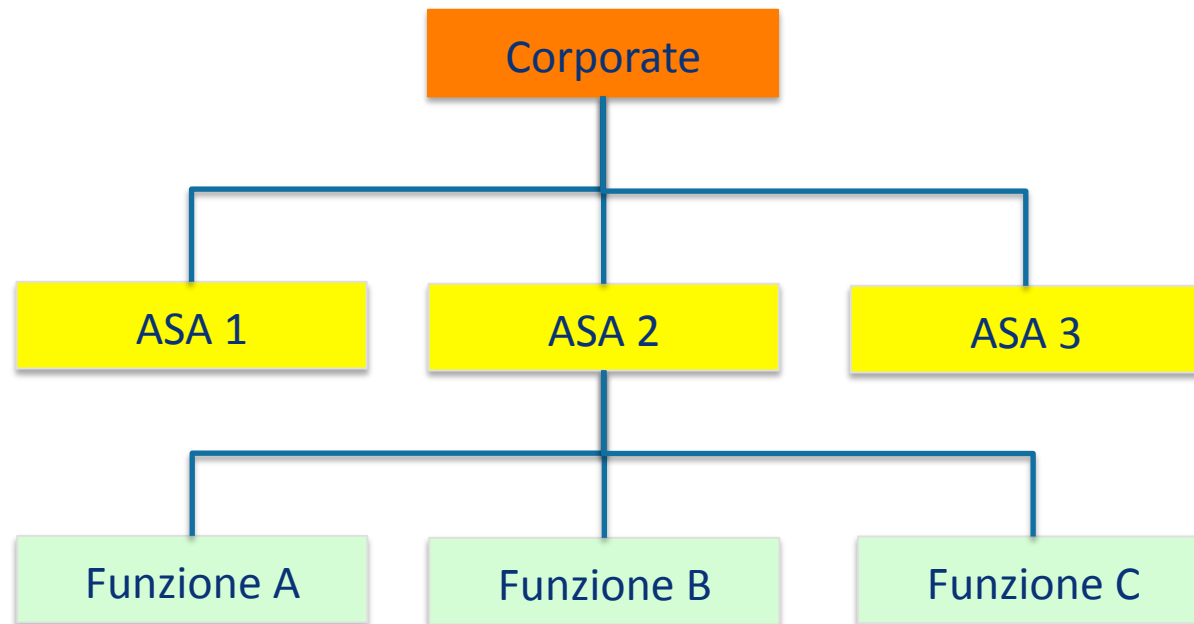 Corporate
ASA 1
ASA 2
ASA 3
Funzione A
Funzione B
Funzione C